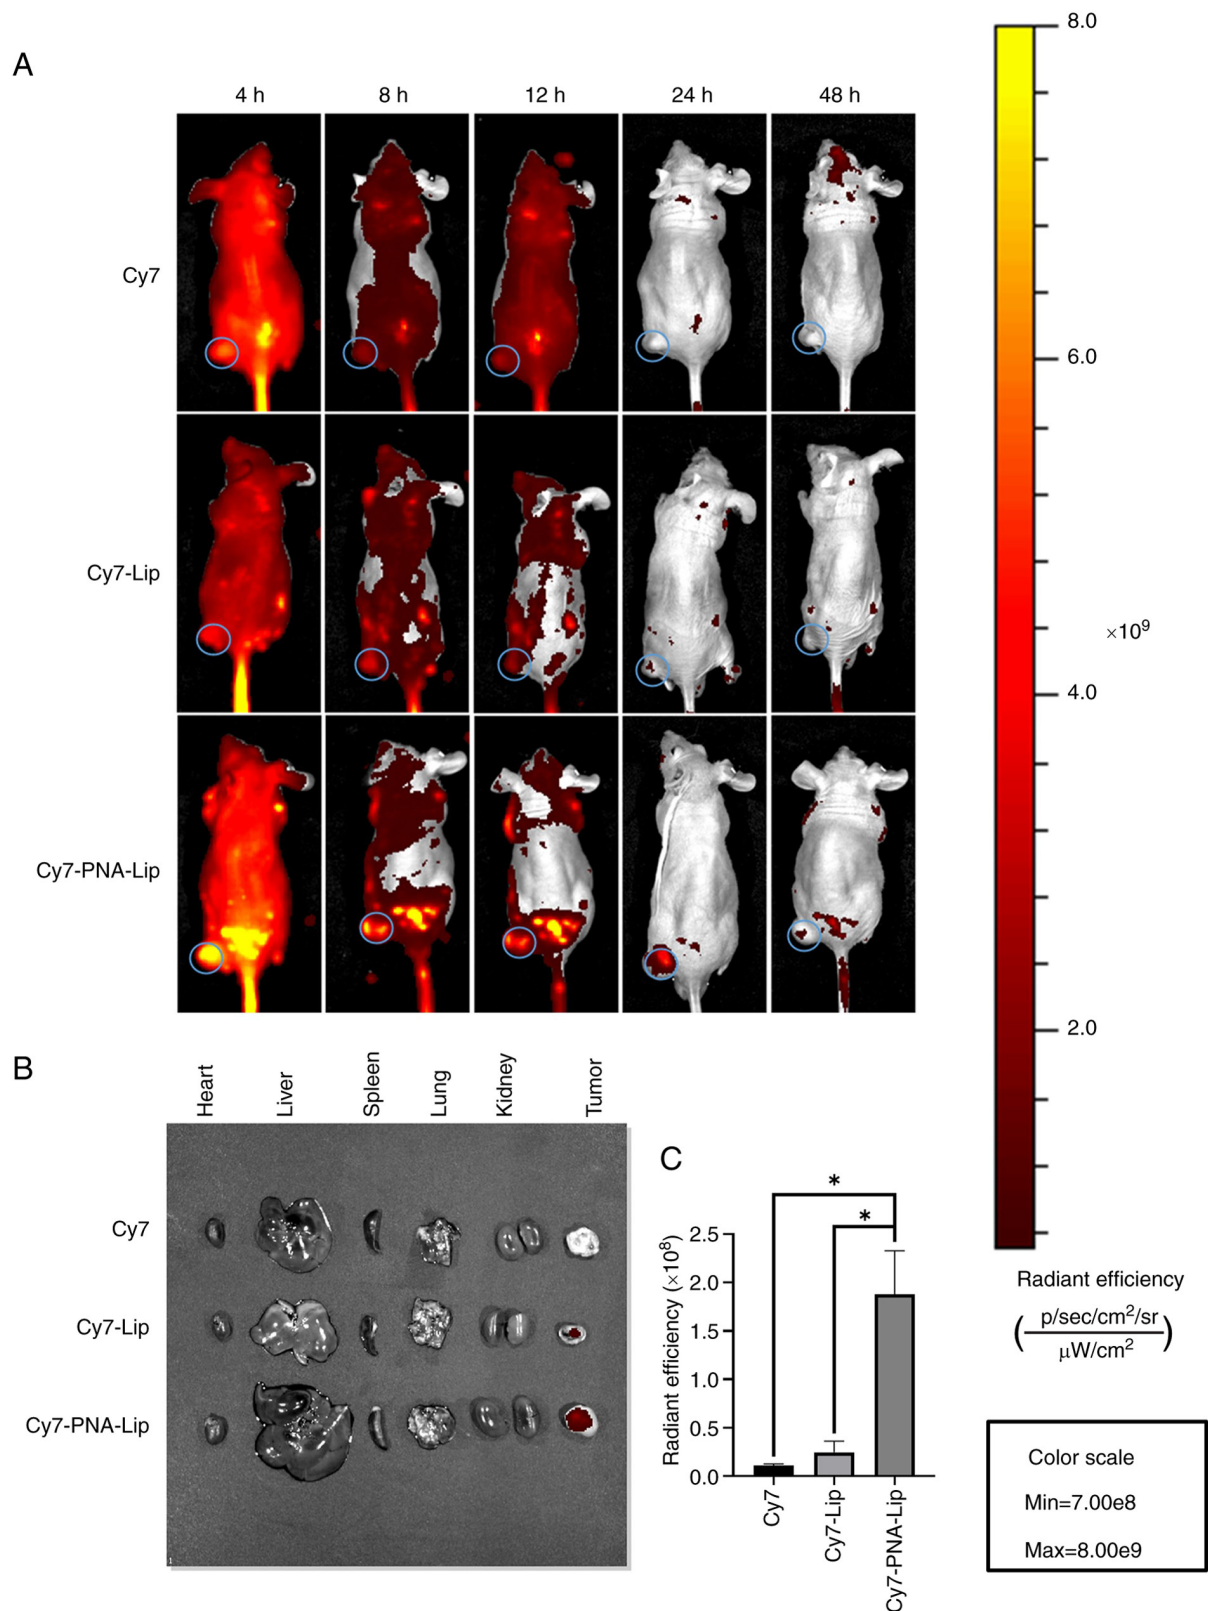 A
4 h
8 h
12 h
24 h
48 h
Cy7
Cy7-Lip
Cy7-PNA-Lip
8.0
6.0
×10⁹
4.0
2.0
Radiant efficiency
(p/sec/cm²/sr
μW/cm²)
Color scale
Min=7.00e8
Max=8.00e9
B
Heart
Liver
Spleen
Lung
Kidney
Tumor
Cy7
Cy7-Lip
Cy7-PNA-Lip
1
C
*
*
Radiant efficiency (×10⁸)
2.5
2.0
1.5
1.0
0.5
0.0
Cy7
Cy7-Lip
Cy7-PNA-Lip